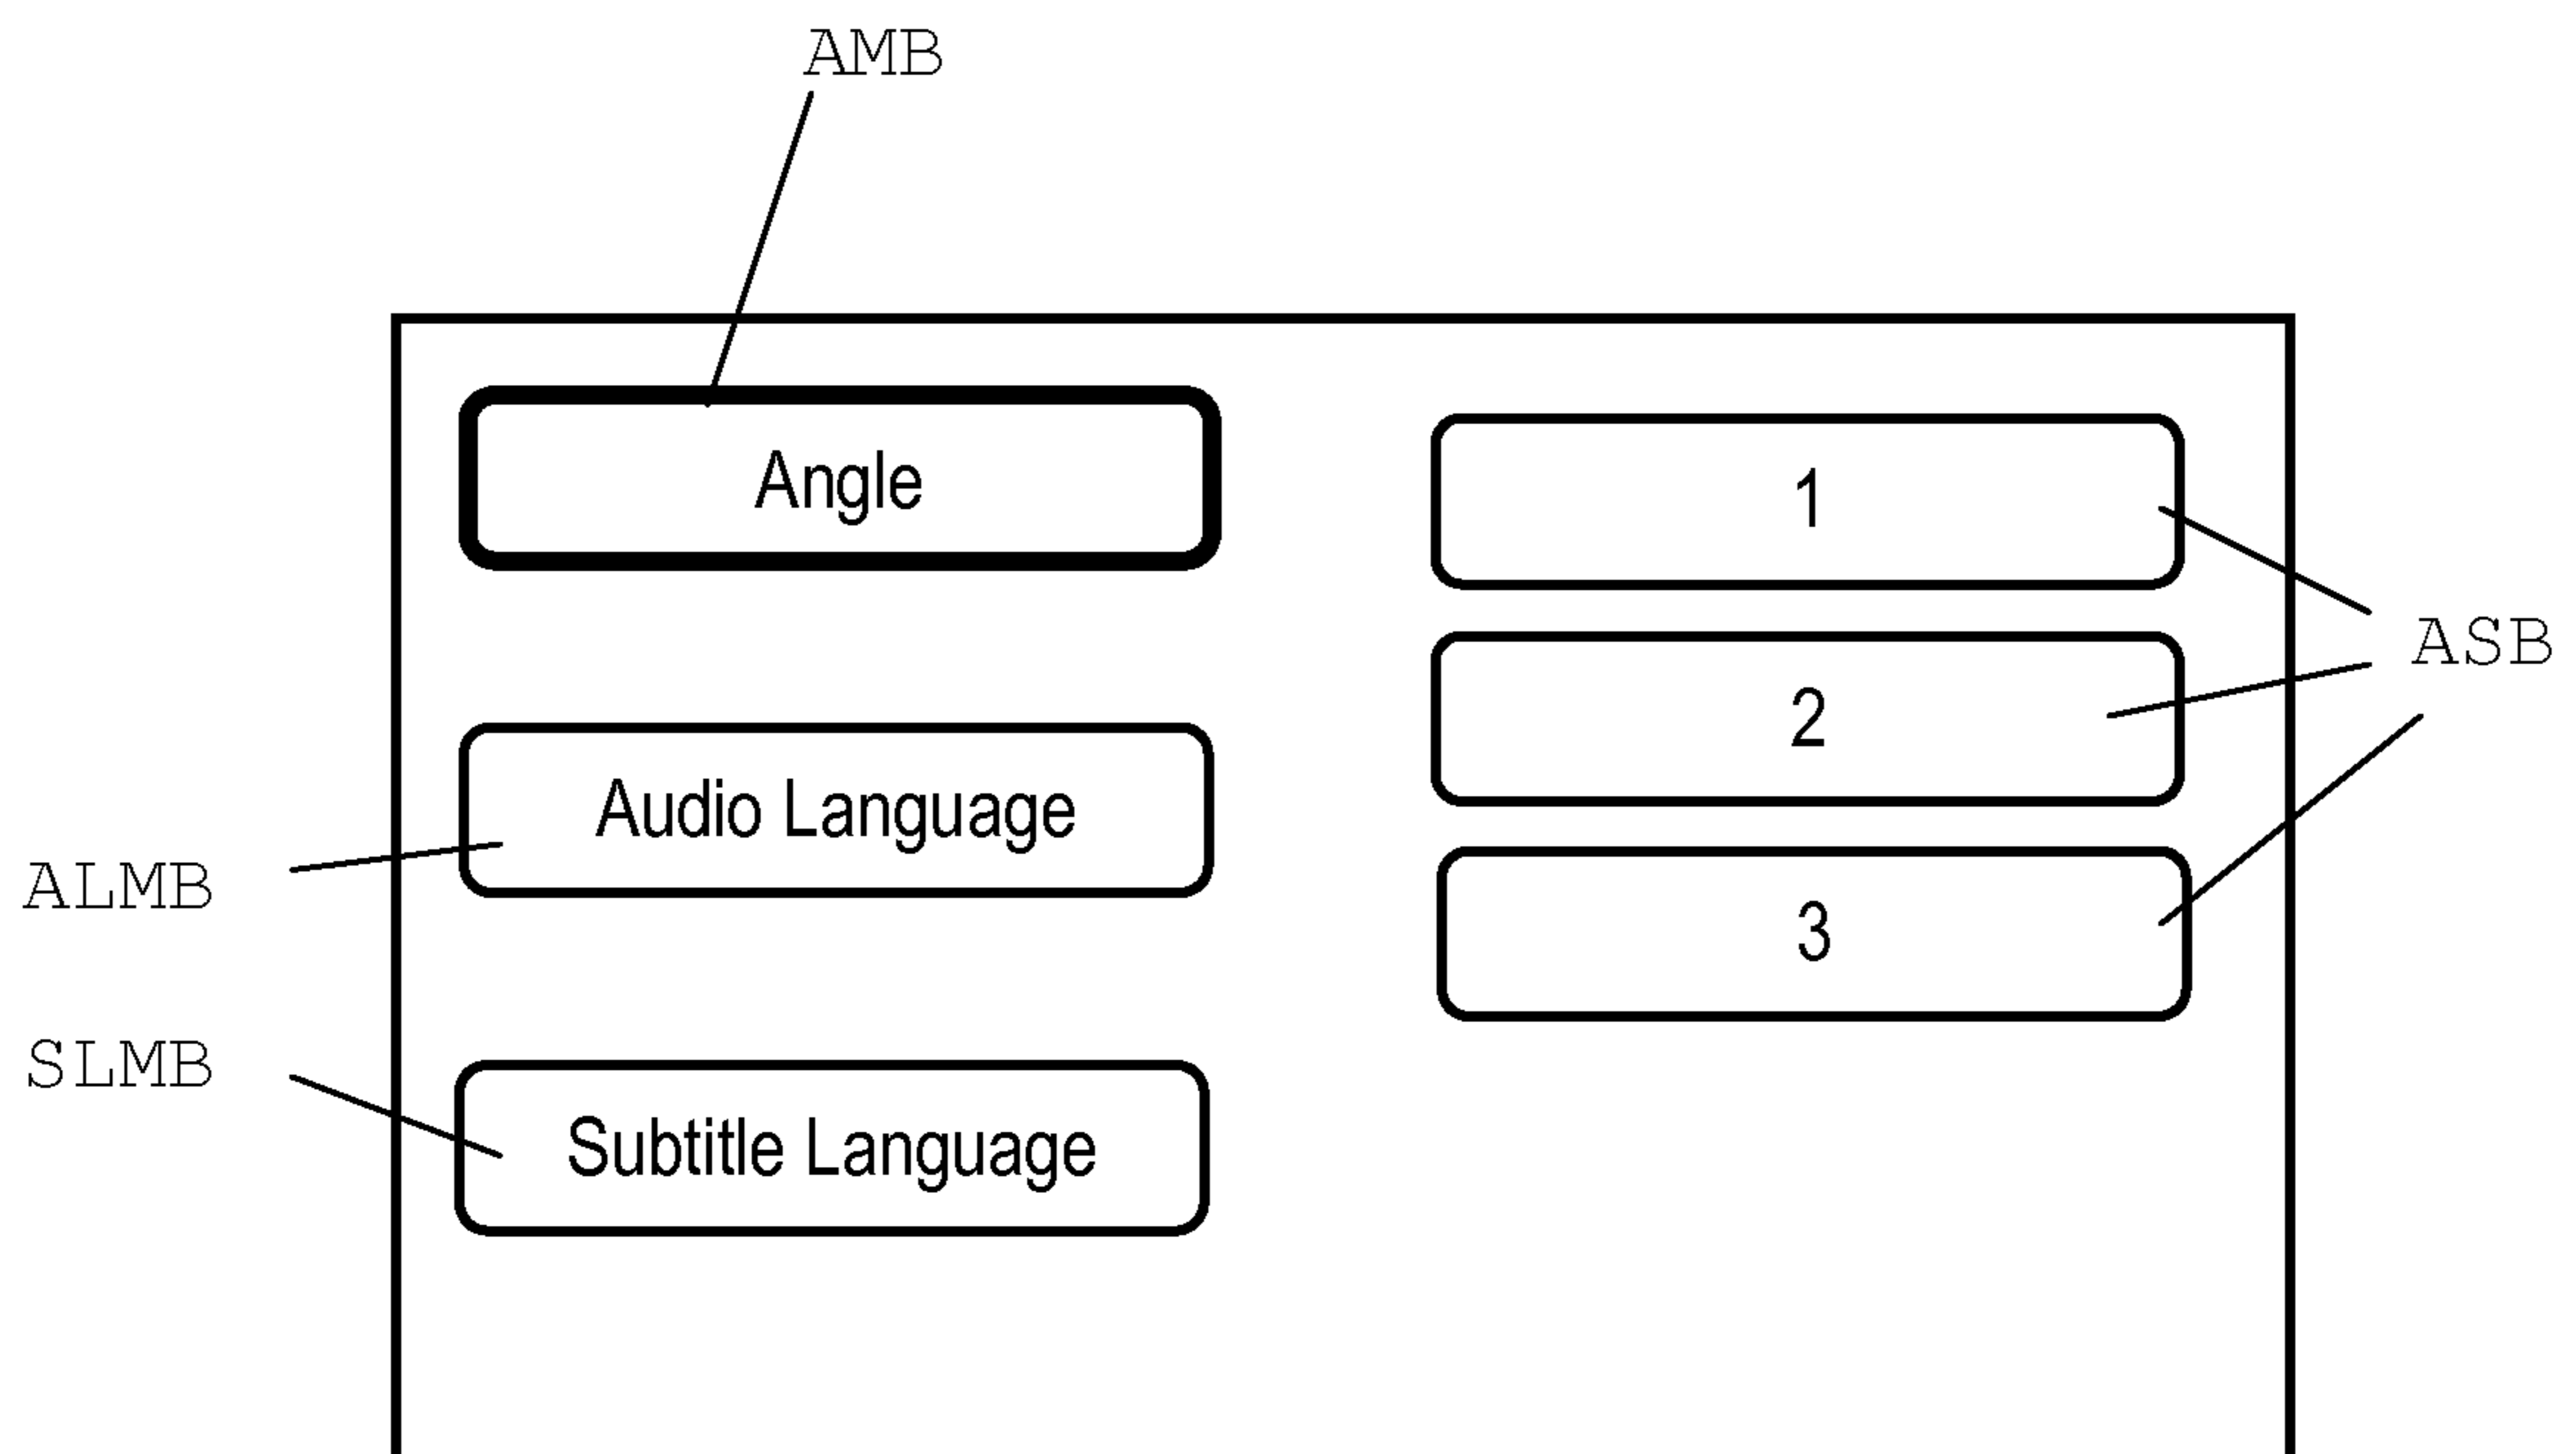 AMB
Angle
1
ASB
2
Audio Language
ALMB
3
SLMB
Subtitle Language